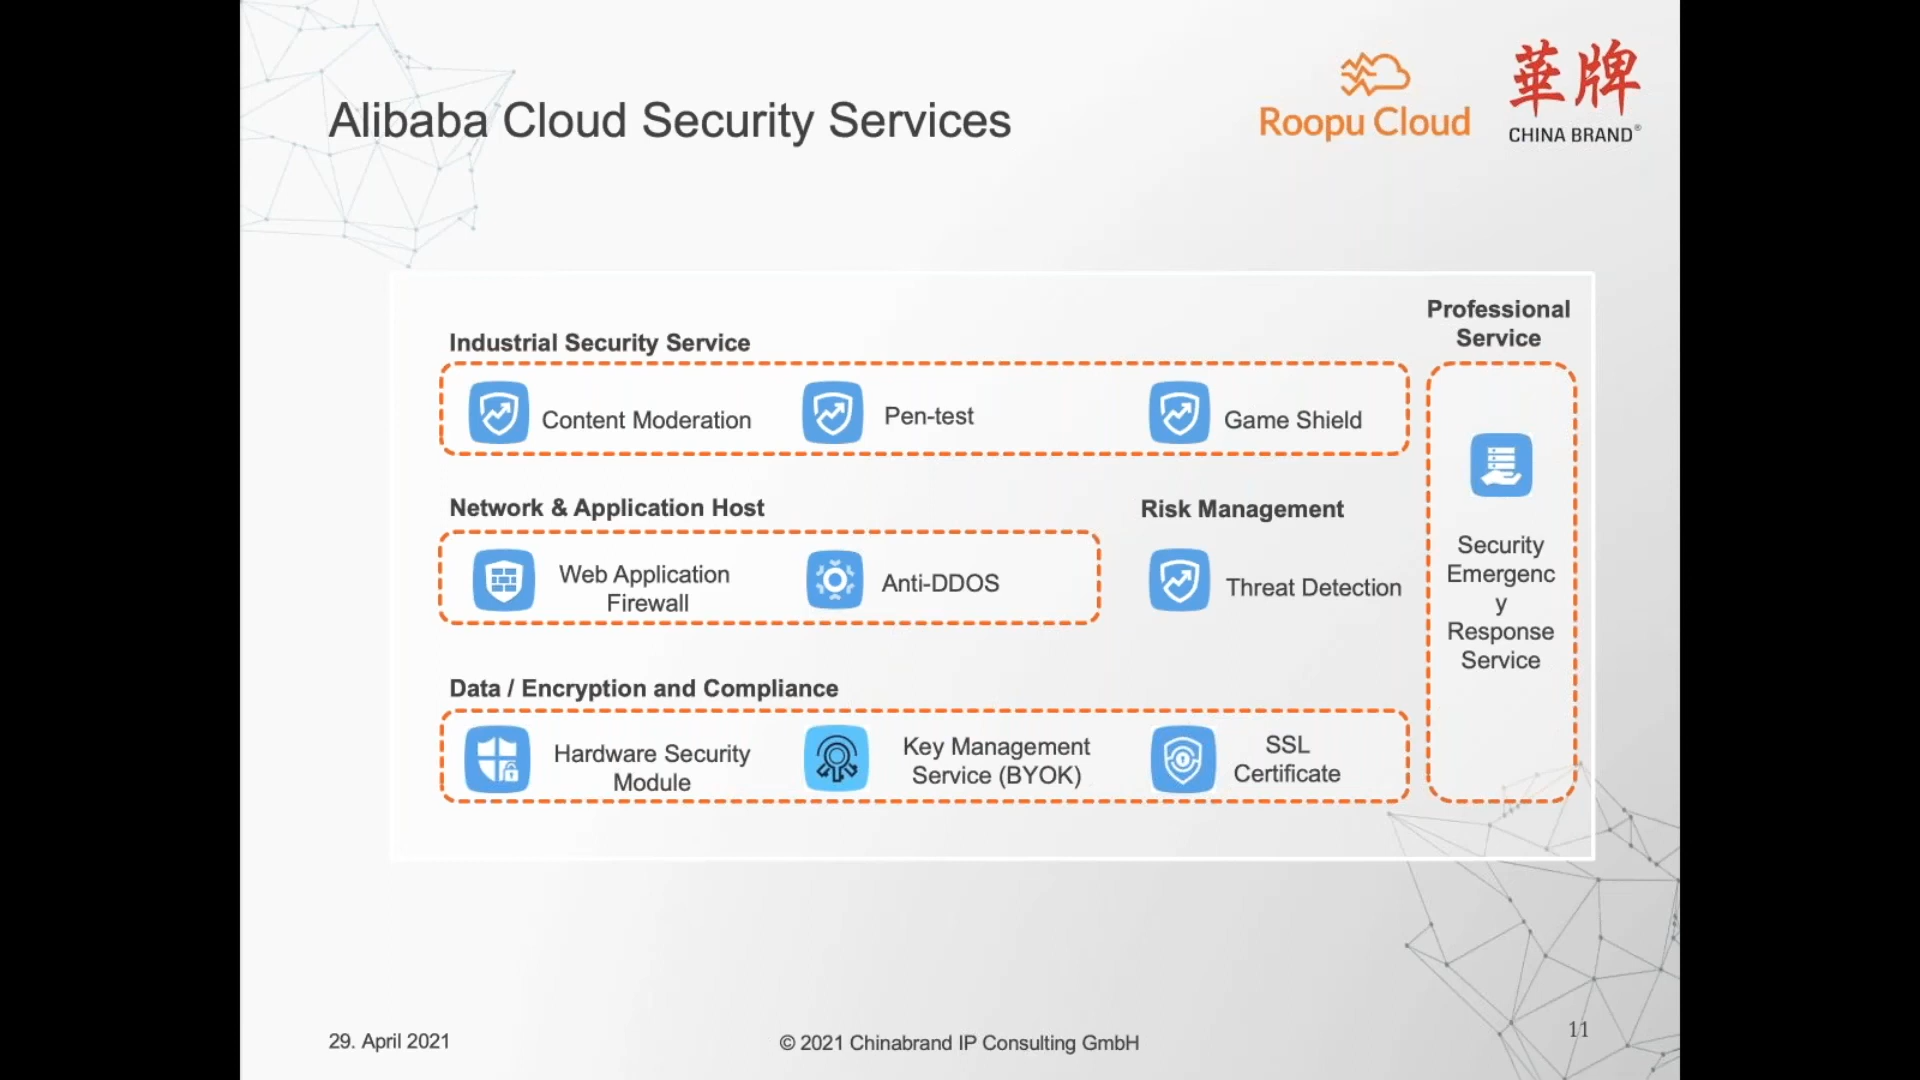 Alibaba Cloud Security Services
Roopu Cloud
華牌
CHINA BRAND®
Professional
Service
Industrial Security Service
Content Moderation
Pen-test
Game Shield
Network & Application Host
Risk Management
Web Application
Firewall
Anti-DDOS
Threat Detection
Security
Emergenc
y
Response
Service
Data / Encryption and Compliance
Hardware Security
Module
Key Management
Service (BYOK)
SSL
Certificate
29. April 2021
© 2021 Chinabrand IP Consulting GmbH
11